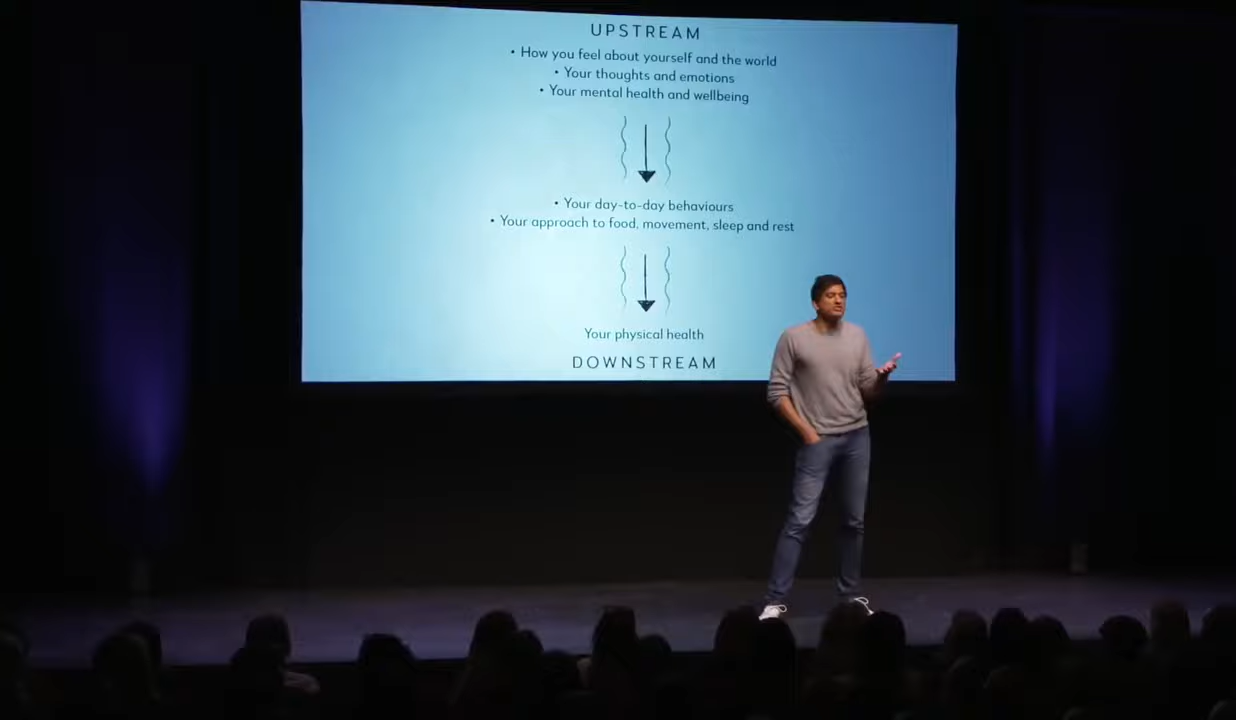 UPSTREAM
• How you feel about yourself and the world
• Your thoughts and emotions
• Your mental health and wellbeing
• Your day-to-day behaviours
• Your approach to food, movement, sleep and rest
Your physical health
DOWNSTREAM